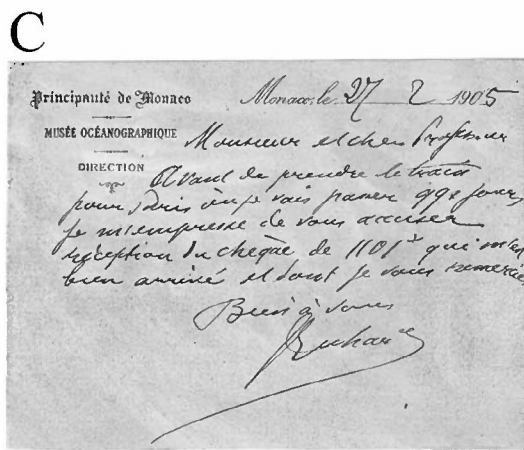 C
Principauté de Monaco
MUSÉE OCÉANOGRAPHIQUE
DIRECTION
Monaco, le 27 2 1905
Monsieur et cher Professeur
Avant de prendre le train
pour Paris où je vais passer qqs jours
je m'empresse de vous accuser
réception du chèque de 1101 f qui m'est
bien arrivé et dont je vous remercie
Bien à vous
J Richard